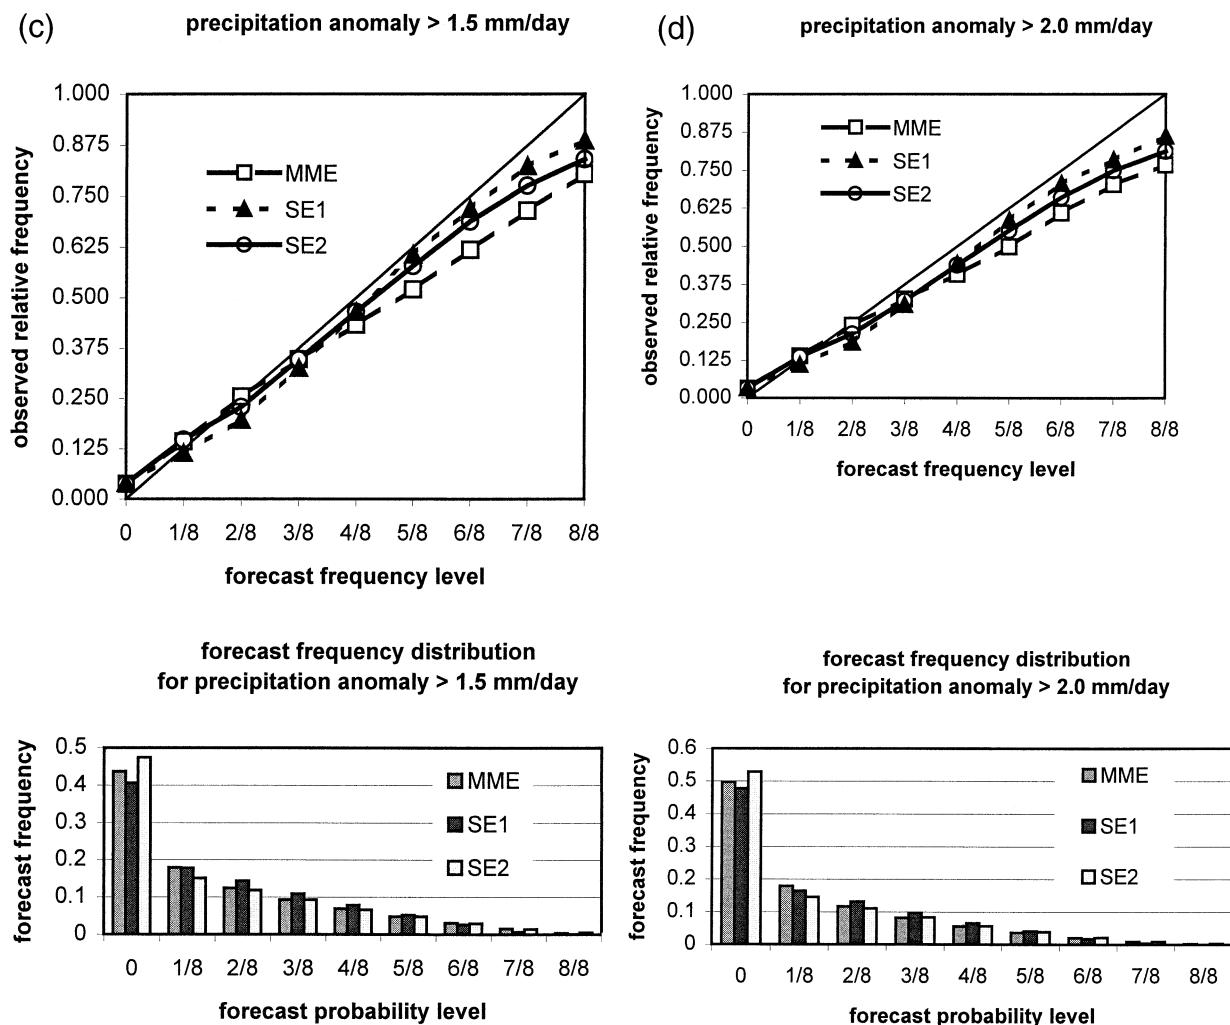 (c)
precipitation anomaly > 1.5 mm/day
1.000
0.875
0.750
0.625
0.500
0.375
0.250
0.125
0.000
observed relative frequency
MME
SE1
SE2
0 1/8 2/8 3/8 4/8 5/8 6/8 7/8 8/8
forecast frequency level
(d)
precipitation anomaly > 2.0 mm/day
1.000
0.875
0.750
0.625
0.500
0.375
0.250
0.125
0.000
observed relative frequency
MME
SE1
SE2
0 1/8 2/8 3/8 4/8 5/8 6/8 7/8 8/8
forecast frequency level
forecast frequency distribution
for precipitation anomaly > 1.5 mm/day
0.5
0.4
0.3
0.2
0.1
0
forecast frequency
MME
SE1
SE2
0 1/8 2/8 3/8 4/8 5/8 6/8 7/8 8/8
forecast probability level
forecast frequency distribution
for precipitation anomaly > 2.0 mm/day
0.6
0.5
0.4
0.3
0.2
0.1
0
forecast frequency
MME
SE1
SE2
0 1/8 2/8 3/8 4/8 5/8 6/8 7/8 8/8
forecast probability level